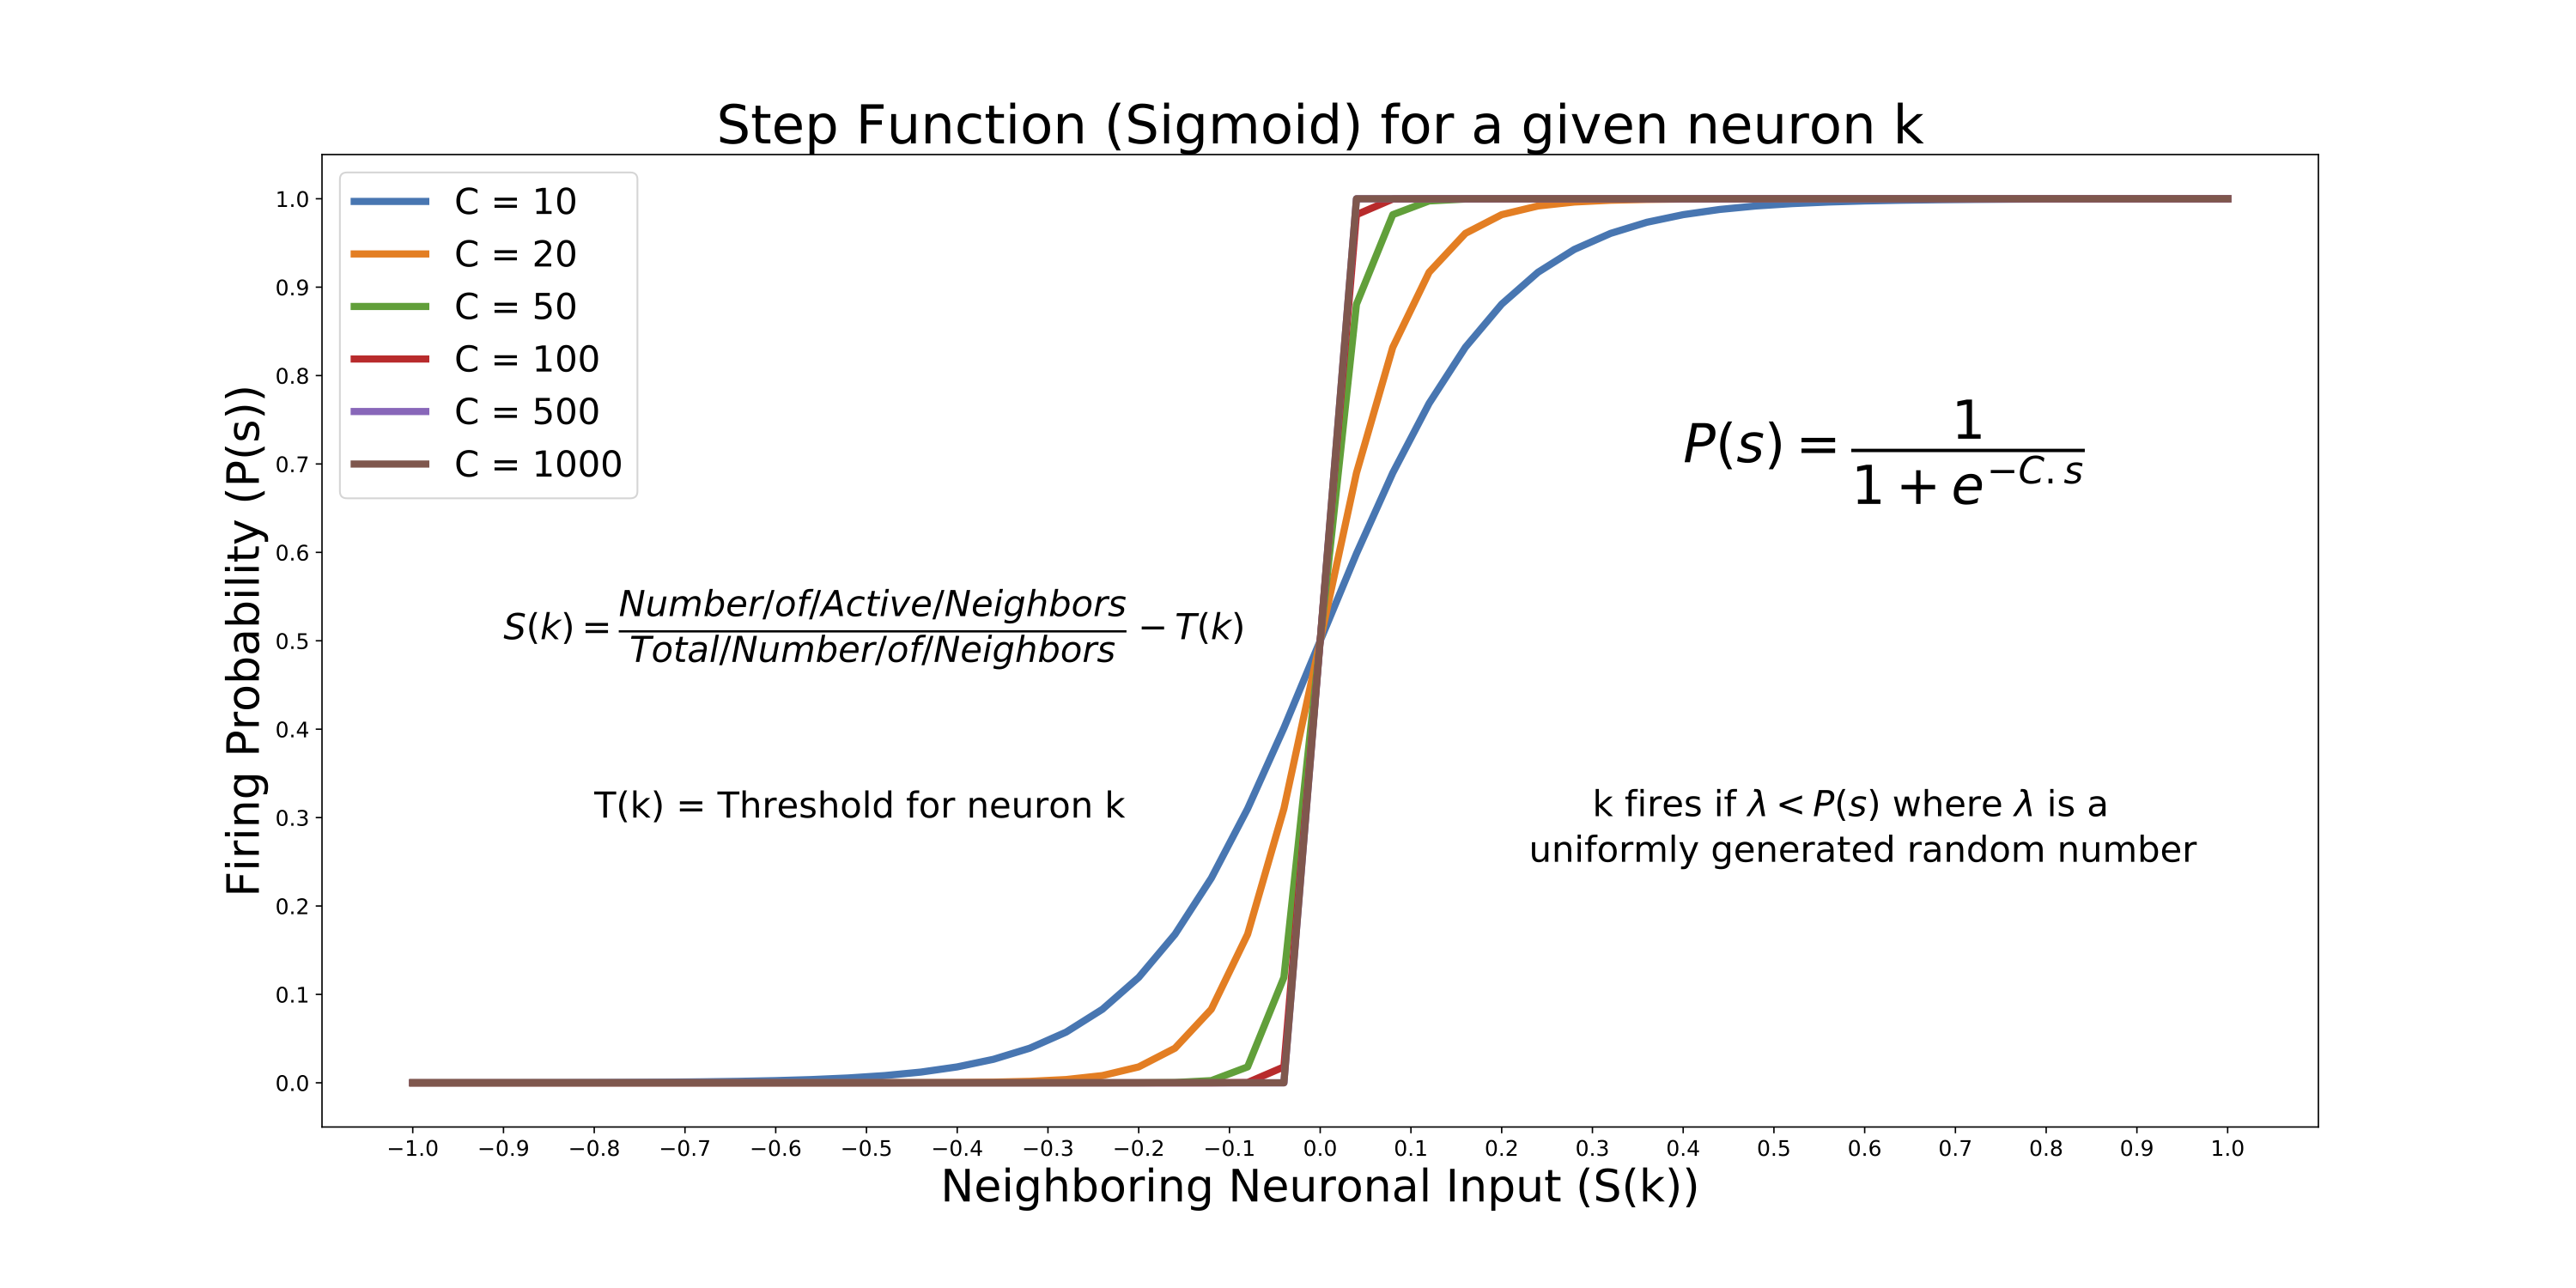 Step Function (Sigmoid) for a given neuron k
C = 10
C = 20
C = 50
C = 100
C = 500
C = 1000
Firing Probability (P(s))
1.0
0.9
0.8
0.7
0.6
0.5
0.4
0.3
0.2
0.1
0.0
P(s) = 1 / (1 + e^{−C.s})
S(k) = Number/of/Active/Neighbors / Total/Number/of/Neighbors − T(k)
T(k) = Threshold for neuron k
k fires if λ < P(s) where λ is a
uniformly generated random number
−1.0 −0.9 −0.8 −0.7 −0.6 −0.5 −0.4 −0.3 −0.2 −0.1 0.0 0.1 0.2 0.3 0.4 0.5 0.6 0.7 0.8 0.9 1.0
Neighboring Neuronal Input (S(k))